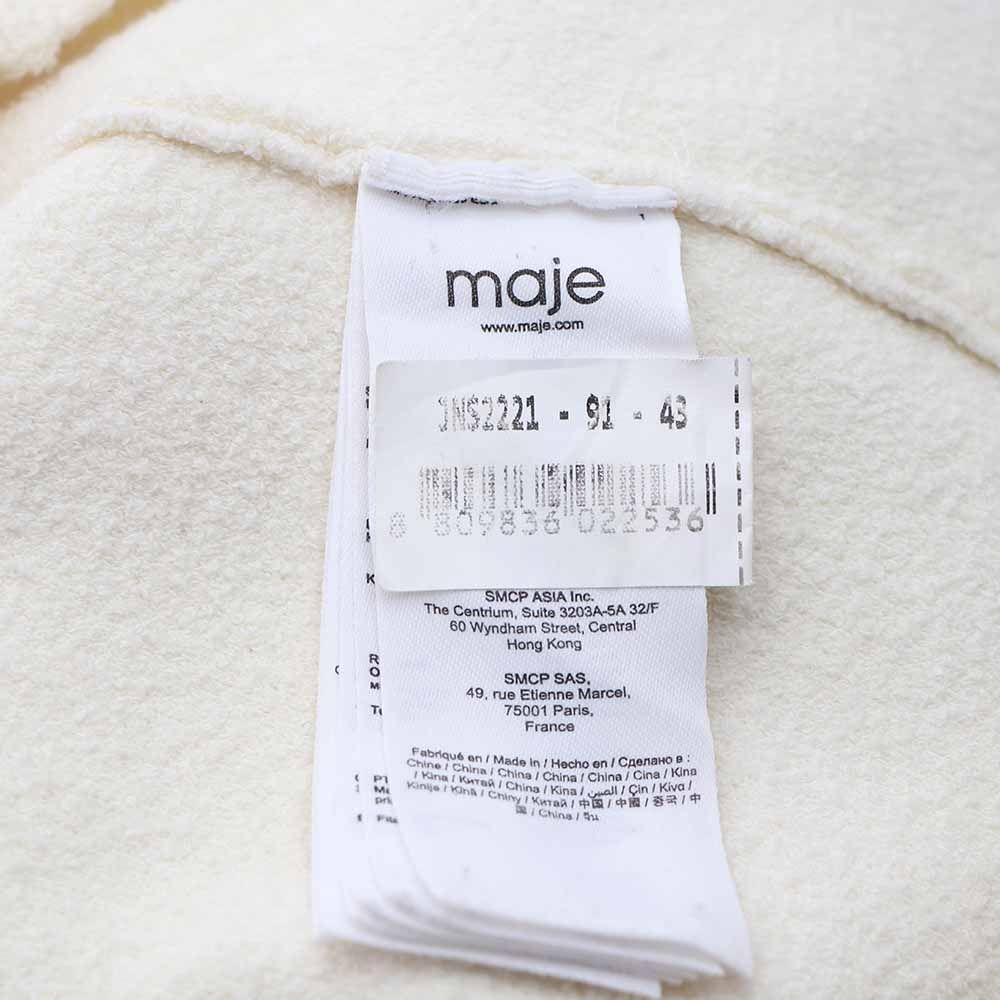 maje
www.maje.com
JNS2221 - 91 - 43
8 809836 022536
SMCP ASIA Inc.
The Centrium, Suite 3203A-5A 32/F
60 Wyndham Street, Central
Hong Kong
SMCP SAS,
49, rue Etienne Marcel,
75001 Paris,
France
Fabriqué en / Made in / Hecho en / Сделано в :
Chine / China / China / China / China / Cina / Kina
/ Kina / Китай / China / Kina / الصين / Çin / Kína /
Kinija / Ķīna / Chiny / Китай / 中国 / 中國 / 중국 / 中
国 / China / จีน